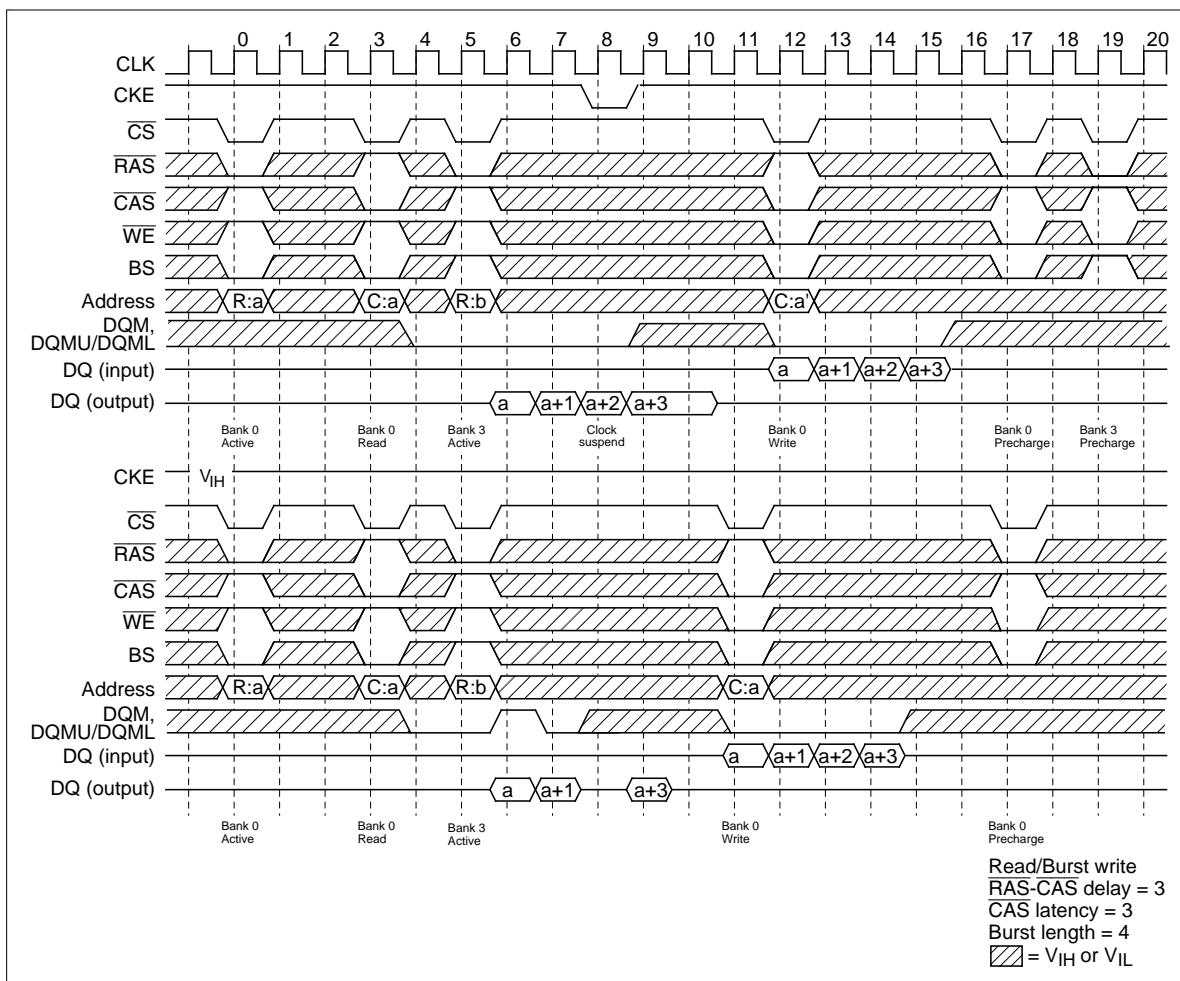 0 1 2 3 4 5 6 7 8 9 10 11 12 13 14 15 16 17 18 19 20
CLK
CKE
CS
RAS
CAS
WE
BS
Address R:a C:a R:b C:a'
DQM,
DQMU/DQML
DQ (input) a a+1 a+2 a+3
DQ (output) a a+1 a+2 a+3
Bank 0 Active
Bank 0 Read
Bank 3 Active
Clock suspend
Bank 0 Write
Bank 0 Precharge
Bank 3 Precharge
CKE VIH
CS
RAS
CAS
WE
BS
Address R:a C:a R:b C:a
DQM,
DQMU/DQML
DQ (input) a a+1 a+2 a+3
DQ (output) a a+1 a+3
Bank 0 Active
Bank 0 Read
Bank 3 Active
Bank 0 Write
Bank 0 Precharge
Read/Burst write
RAS-CAS delay = 3
CAS latency = 3
Burst length = 4
= VIH or VIL